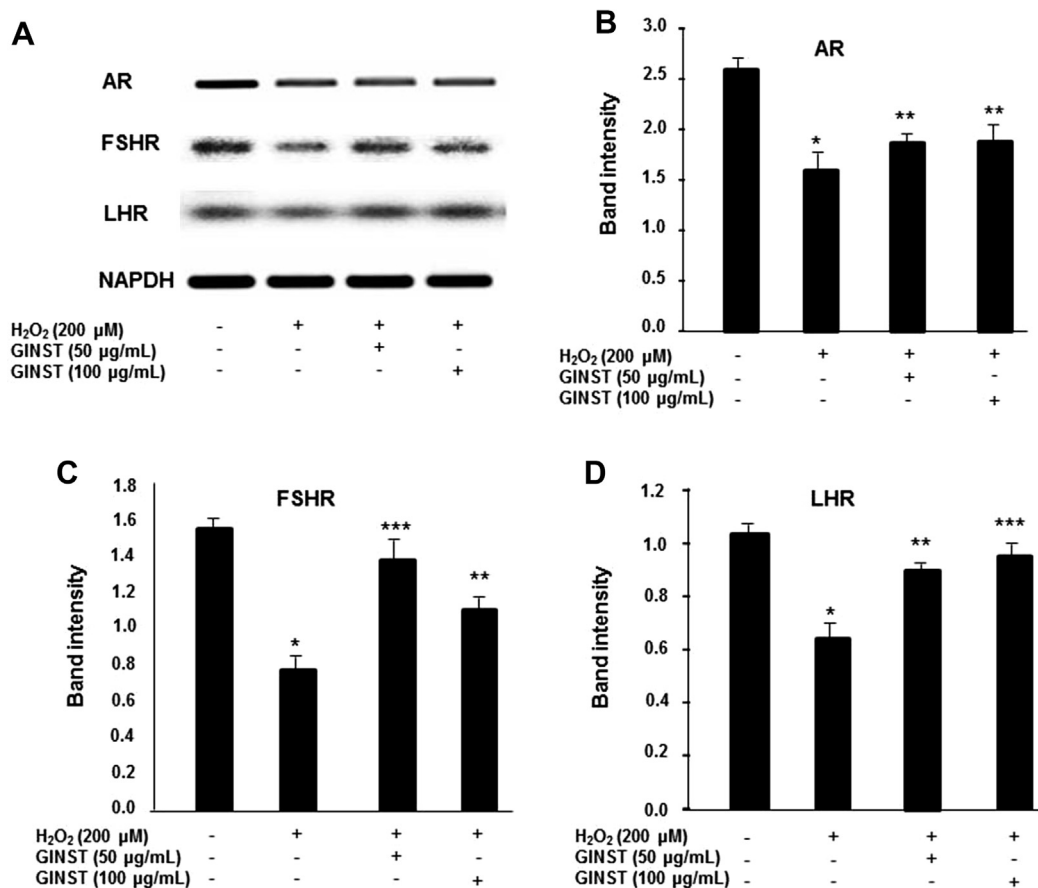 A
AR
FSHR
LHR
NAPDH
H₂O₂ (200 µM) - + + +
GINST (50 µg/mL) - - + -
GINST (100 µg/mL) - - - +
B
AR
Band intensity
3.0
2.5
2.0
1.5
1.0
0.5
0.0
* ** **
H₂O₂ (200 µM) - + + +
GINST (50 µg/mL) - - + -
GINST (100 µg/mL) - - - +
C
FSHR
Band intensity
1.8
1.6
1.4
1.2
1.0
0.8
0.6
0.4
0.2
0.0
* *** **
H₂O₂ (200 µM) - + + +
GINST (50 µg/mL) - - + -
GINST (100 µg/mL) - - - +
D
LHR
Band intensity
1.2
1.0
0.8
0.6
0.4
0.2
0.0
* ** ***
H₂O₂ (200 µM) - + + +
GINST (50 µg/mL) - - + -
GINST (100 µg/mL) - - - +